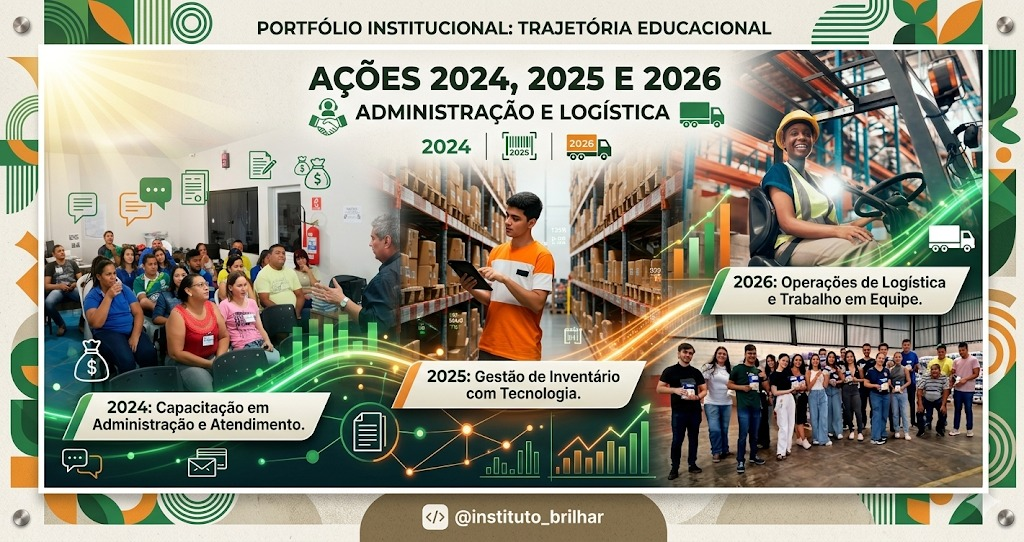 PORTFÓLIO INSTITUCIONAL: TRAJETÓRIA EDUCACIONAL
AÇÕES 2024, 2025 E 2026
ADMINISTRAÇÃO E LOGÍSTICA
2024
2025
2026
2024: Capacitação em
Administração e Atendimento.
2025: Gestão de Inventário
com Tecnologia.
2026: Operações de Logística
e Trabalho em Equipe.
@instituto_brilhar